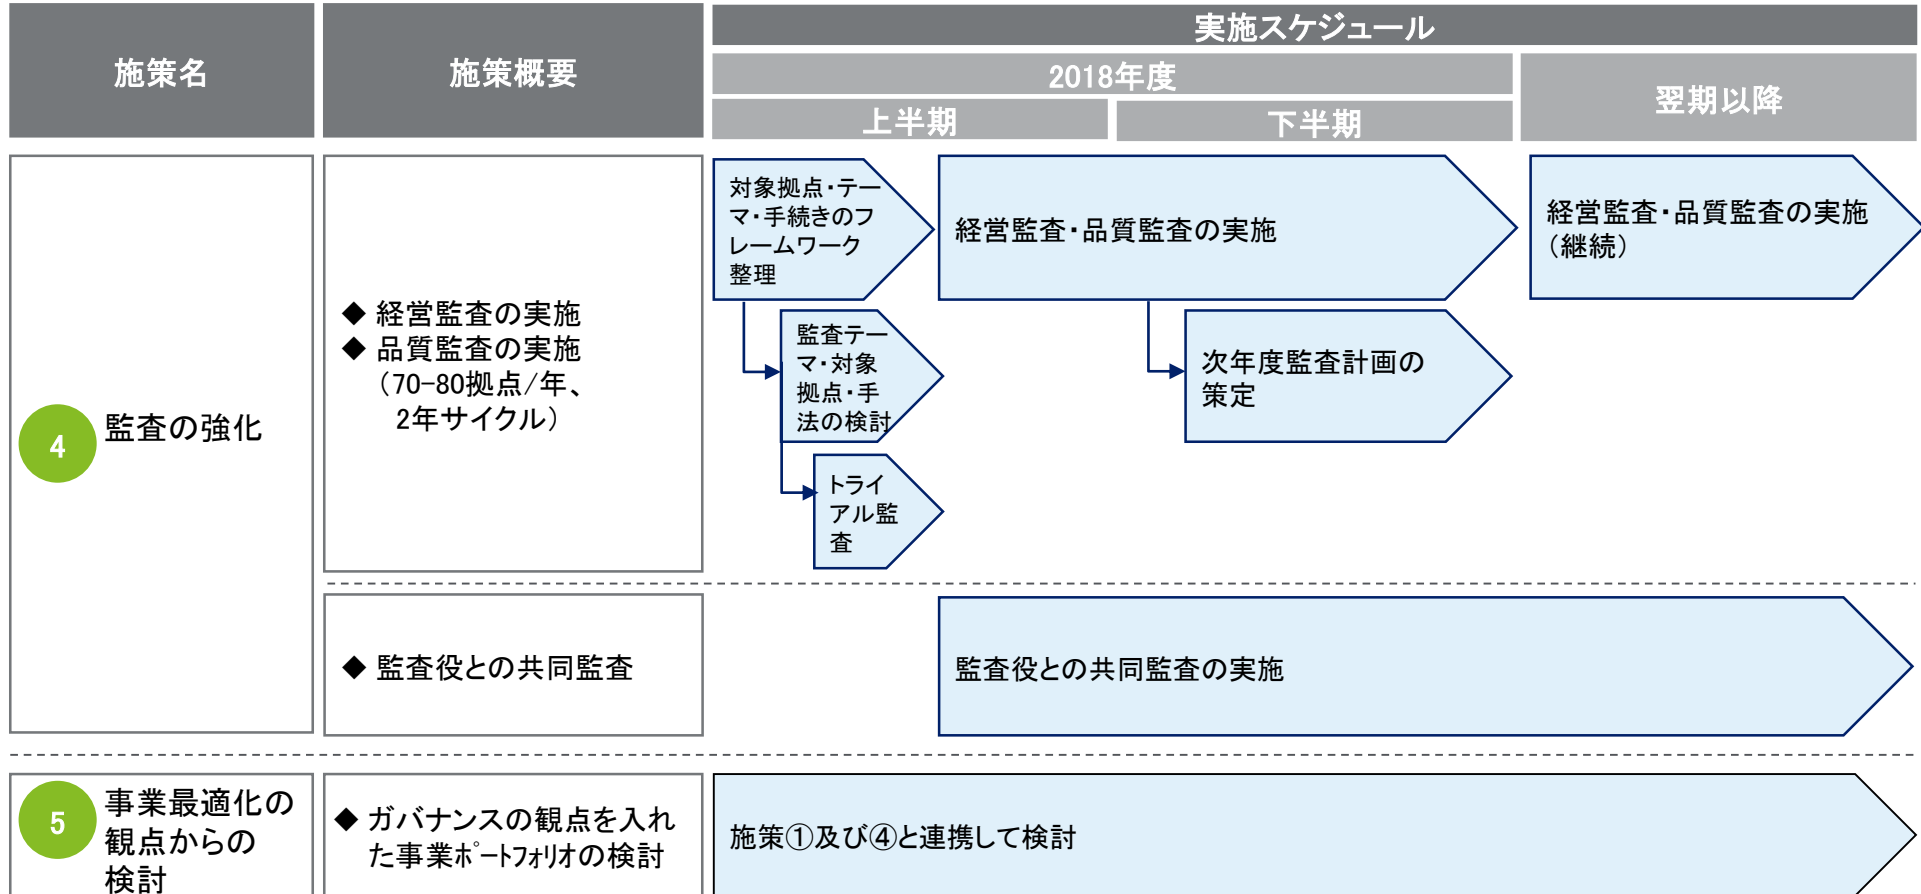 施策名
施策概要
実施スケジュール
2018年度
翌期以降
上半期
下半期
4
監査の強化
◆ 経営監査の実施
◆ 品質監査の実施
（70-80拠点/年、
2年サイクル）
対象拠点・テー
マ・手続きのフ
レームワーク
整理
経営監査・品質監査の実施
経営監査・品質監査の実施
（継続）
監査テー
マ・対象
拠点・手
法の検討
次年度監査計画の
策定
トライ
アル監
査
◆ 監査役との共同監査
監査役との共同監査の実施
5
事業最適化の
観点からの
検討
◆ ガバナンスの観点を入れ
た事業ﾎﾟｰﾄﾌｫﾘｵの検討
施策①及び④と連携して検討